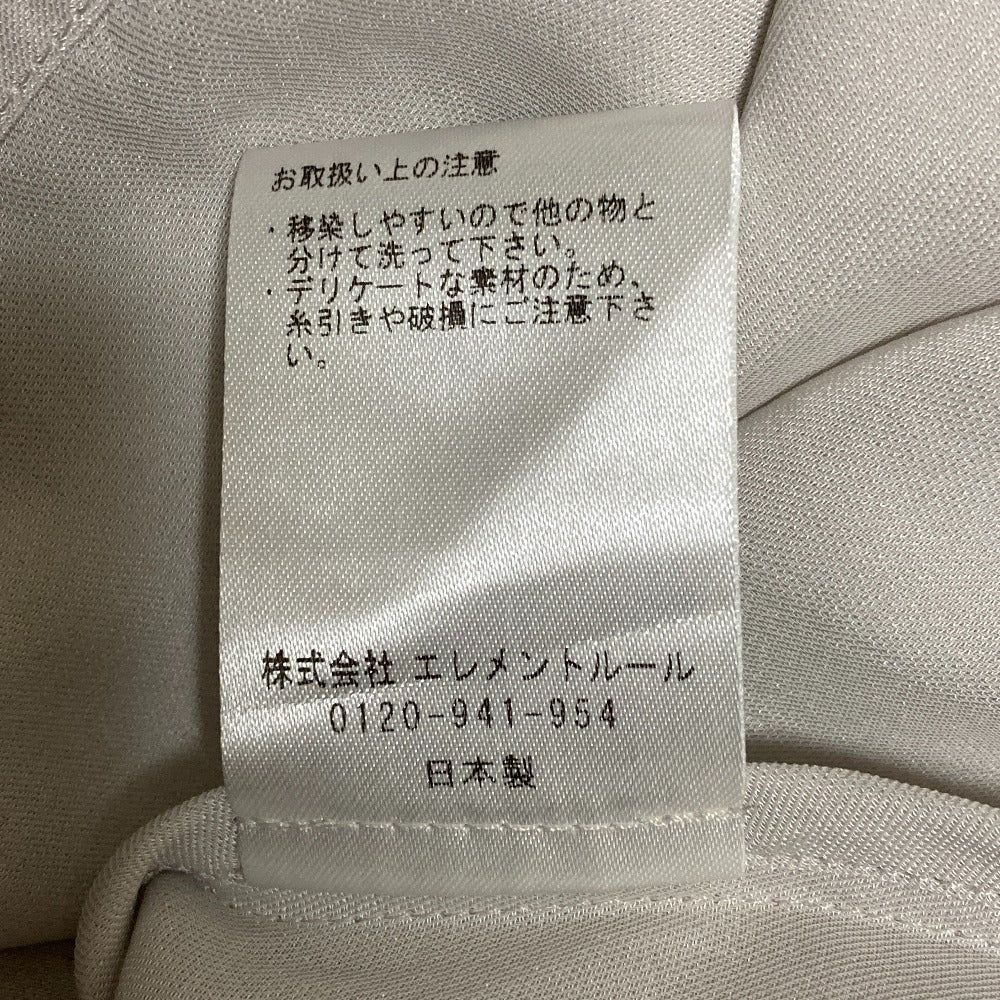 お取扱い上の注意
・移染しやすいので他の物と
分けて洗って下さい。
・デリケートな素材のため、
糸引きや破損にご注意下さ
い。
株式会社 エレメントルール
0120-941-954
日本製